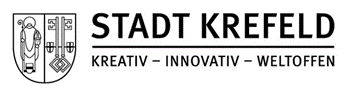 STADT KREFELD
KREATIV – INNOVATIV – WELTOFFEN